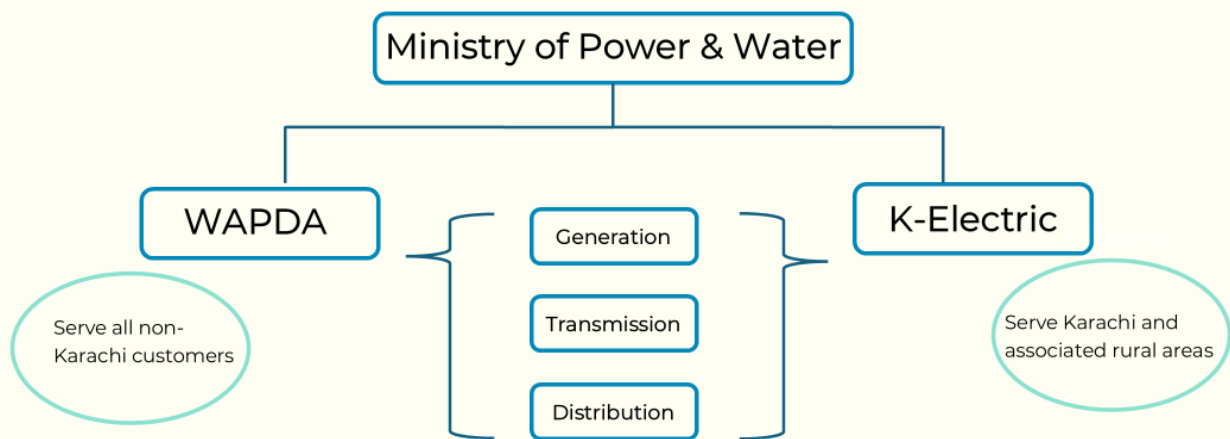 Ministry of Power & Water
WAPDA
K-Electric
Generation
Transmission
Distribution
Serve all non-
Karachi customers
Serve Karachi and
associated rural areas